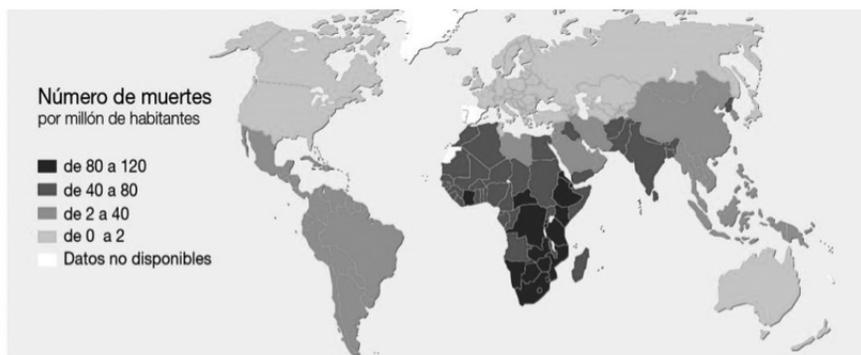 Número de muertes
por millón de habitantes
de 80 a 120
de 40 a 80
de 2 a 40
de 0 a 2
Datos no disponibles